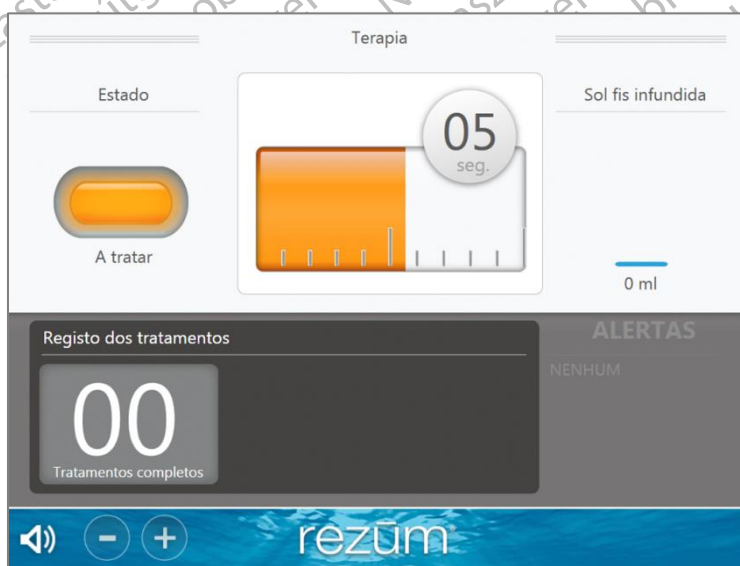 Terapia
Estado
Sol fis infundida
05
seg.
A tratar
0 ml
Registo dos tratamentos
ALERTAS
NENHUM
00
Tratamentos completos
rezūm